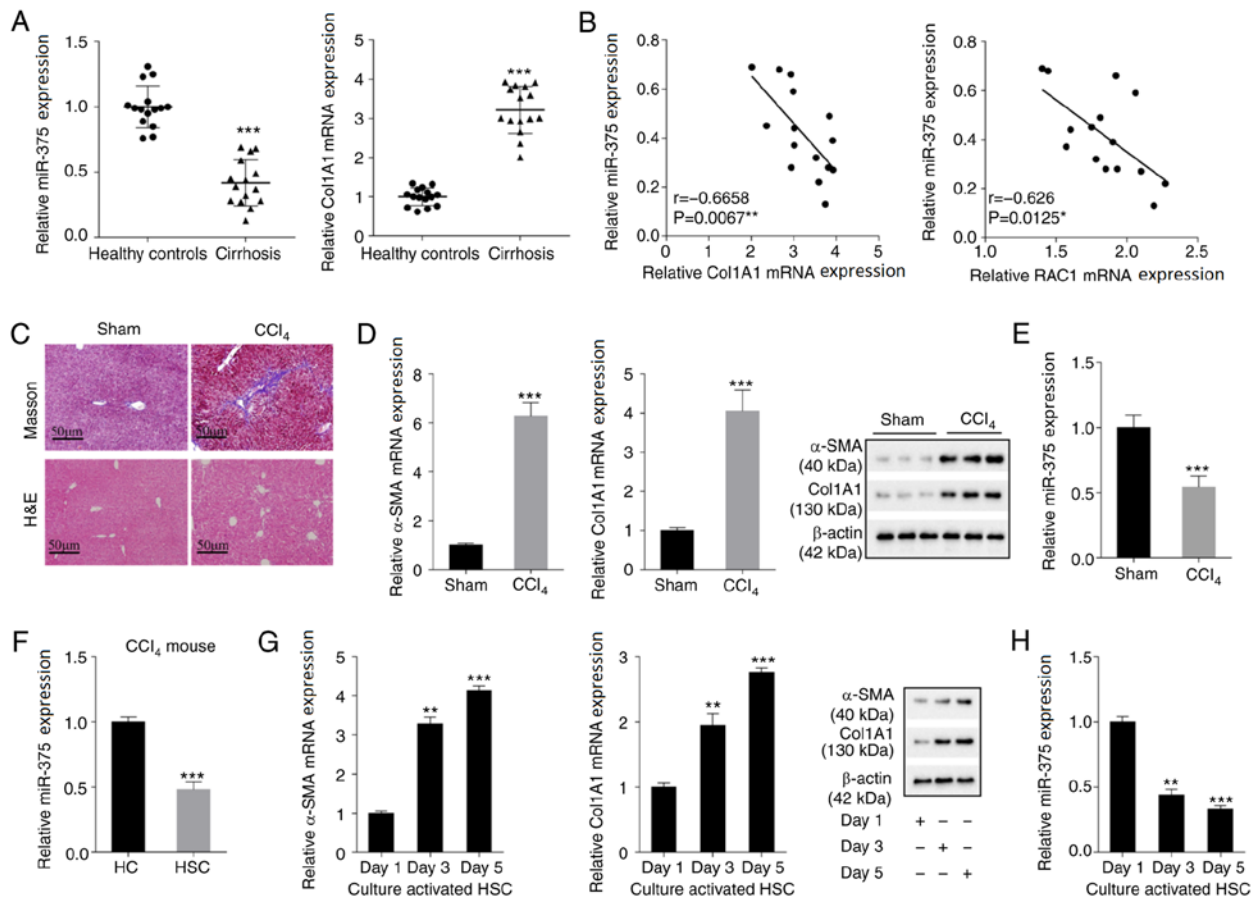 A
Relative miR-375 expression
1.5
1.0
0.5
0.0
***
Healthy controls
Cirrhosis
Relative Col1A1 mRNA expression
5
4
3
2
1
0
***
Healthy controls
Cirrhosis
B
Relative miR-375 expression
0.8
0.6
0.4
0.2
0.0
r=−0.6658
P=0.0067**
0 1 2 3 4 5
Relative Col1A1 mRNA expression
Relative miR-375 expression
0.8
0.6
0.4
0.2
0.0
r=−0.626
P=0.0125*
1.0 1.5 2.0 2.5
Relative RAC1 mRNA expression
C
Sham
CCl4
Masson
50μm
50μm
H&E
50μm
50μm
D
Relative α-SMA mRNA expression
8
6
4
2
0
***
Sham
CCl4
Relative Col1A1 mRNA expression
5
4
3
2
1
0
***
Sham
CCl4
Sham
CCl4
α-SMA
(40 kDa)
Col1A1
(130 kDa)
β-actin
(42 kDa)
E
Relative miR-375 expression
1.5
1.0
0.5
0.0
***
Sham
CCl4
F
CCl4 mouse
Relative miR-375 expression
1.5
1.0
0.5
0.0
***
HC
HSC
G
Relative α-SMA mRNA expression
5
4
3
2
1
0
**
***
Day 1 Day 3 Day 5
Culture activated HSC
Relative Col1A1 mRNA expression
3
2
1
0
**
***
Day 1 Day 3 Day 5
Culture activated HSC
α-SMA
(40 kDa)
Col1A1
(130 kDa)
β-actin
(42 kDa)
Day 1 + − −
Day 3 − + −
Day 5 − − +
H
Relative miR-375 expression
1.5
1.0
0.5
0.0
**
***
Day 1 Day 3 Day 5
Culture activated HSC